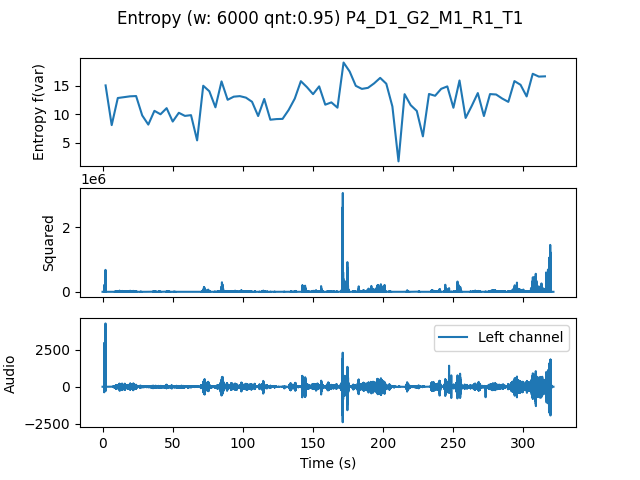 Entropy (w: 6000 qnt:0.95) P4_D1_G2_M1_R1_T1
Entropy f(var)
15
10
5
1e6
Squared
2
0
Audio
2500
0
−2500
Left channel
0 50 100 150 200 250 300
Time (s)